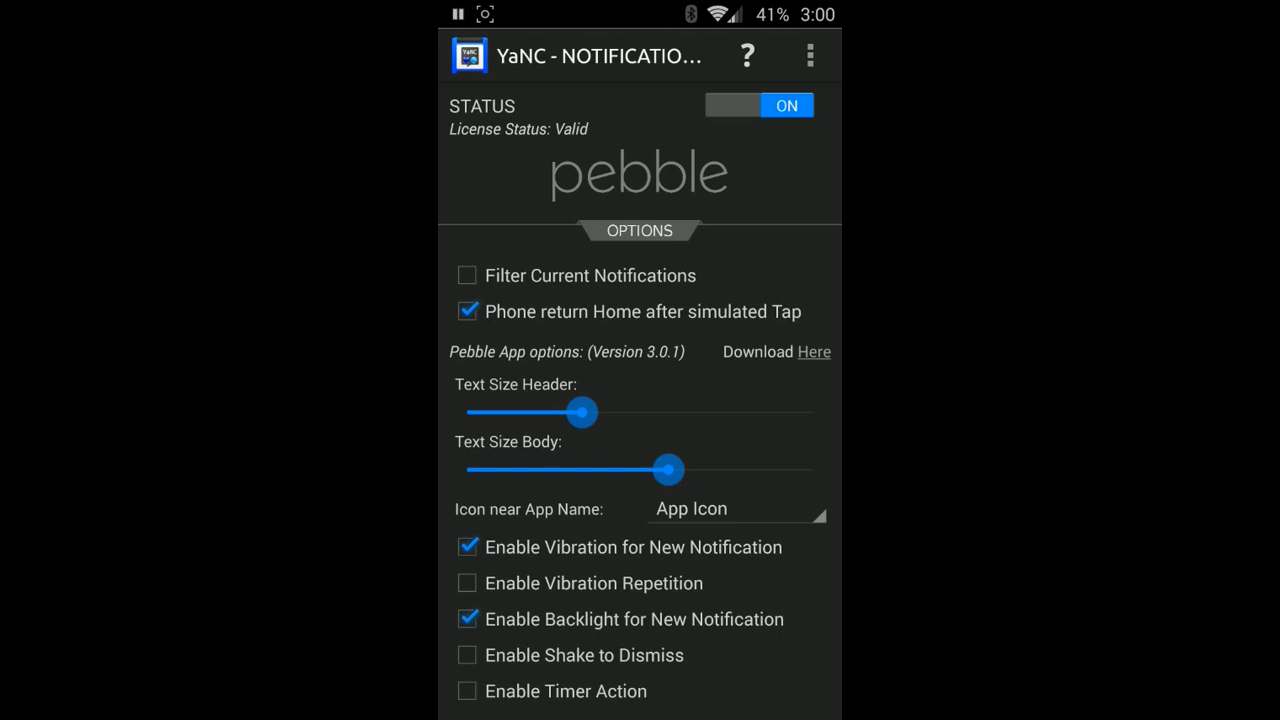 41% 3:00
YaNC
YaNC - NOTIFICATIO... ?
STATUS ON
License Status: Valid
pebble
OPTIONS
Filter Current Notifications
Phone return Home after simulated Tap
Pebble App options: (Version 3.0.1) Download Here
Text Size Header:
Text Size Body:
Icon near App Name: App Icon
Enable Vibration for New Notification
Enable Vibration Repetition
Enable Backlight for New Notification
Enable Shake to Dismiss
Enable Timer Action